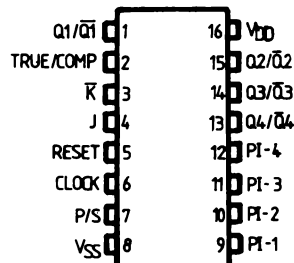 Q1/Q̅1̅ 1 16 VDD
TRUE/COMP 2 15 Q2/Q̅2
K̅ 3 14 Q3/Q̅3
J 4 13 Q4/Q̅4
RESET 5 12 PI-4
CLOCK 6 11 PI-3
P/S 7 10 PI-2
VSS 8 9 PI-1